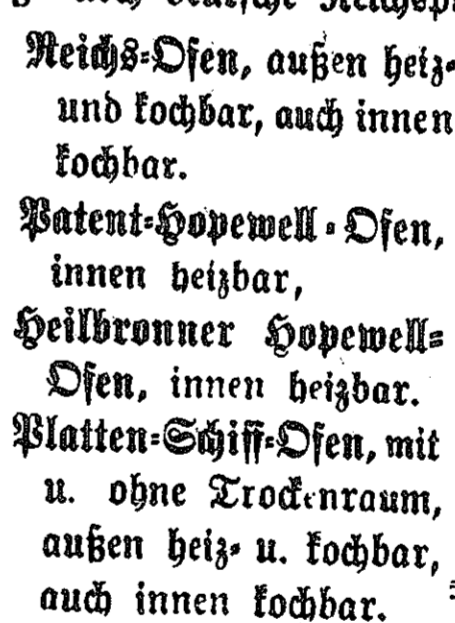 Reichs-Ofen, außen heiz-
und kochbar, auch innen
kochbar.
Patent-Hopewell-Ofen,
innen heizbar,
Heilbronner Hopewell-
Ofen, innen heizbar.
Platten-Schiff-Ofen, mit
u. ohne Trockenraum,
außen heiz- u. kochbar,
auch innen kochbar.